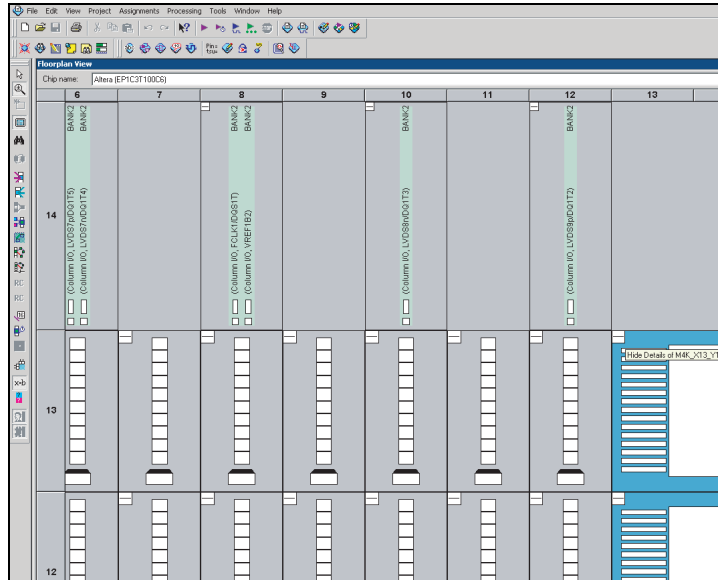 File Edit View Project Assignments Processing Tools Window Help
Floorplan View
Chip name: Altera (EP1C3T100C6)
6 7 8 9 10 11 12 13
14
(Column I/O, LVDS7p/DQ1T5) BANK2
(Column I/O, LVDS7n/DQ1T4) BANK2
(Column I/O, FCLK1/DQS1T) BANK2
(Column I/O, VREF1B2) BANK2
(Column I/O, LVDS8n/DQ1T3) BANK2
(Column I/O, LVDS9p/DQ1T2) BANK2
13
Hide Details of M4K_X13_Y1
12